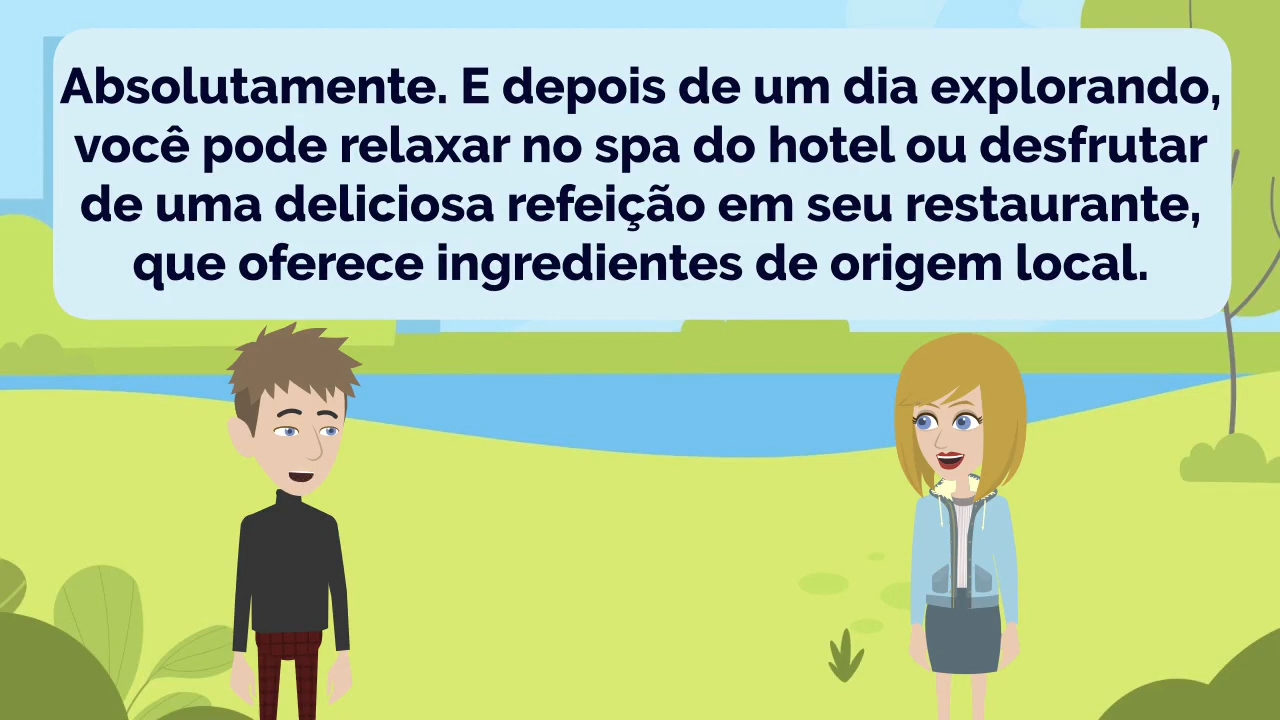 Absolutamente. E depois de um dia explorando,
você pode relaxar no spa do hotel ou desfrutar
de uma deliciosa refeição em seu restaurante,
que oferece ingredientes de origem local.